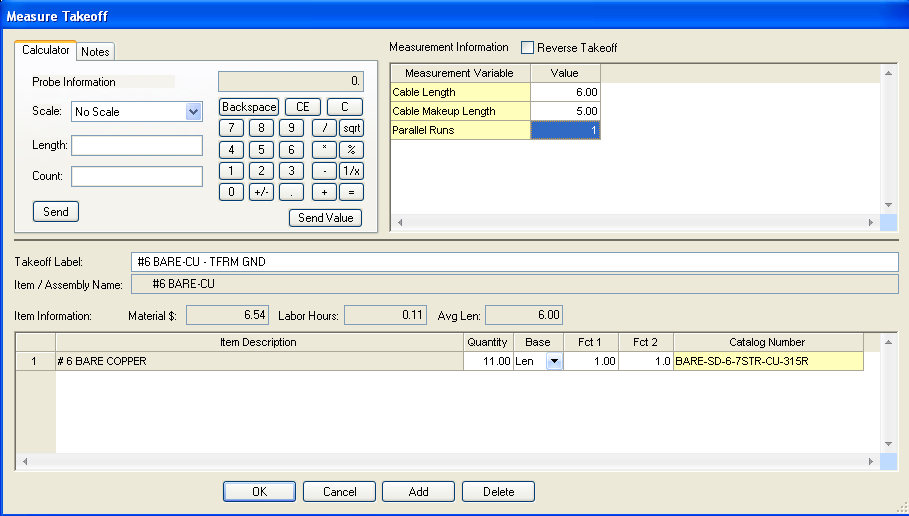 Measure Takeoff
Calculator Notes
Probe Information
0.
Scale: No Scale
Backspace CE C
7 8 9 / sqrt
Length:
4 5 6 * %
Count:
1 2 3 - 1/x
0 +/- . + =
Send
Send Value
Measurement Information Reverse Takeoff
Measurement Variable Value
Cable Length 6.00
Cable Makeup Length 5.00
Parallel Runs 1
Takeoff Label: #6 BARE-CU - TFRM GND
Item / Assembly Name: #6 BARE-CU
Item Information: Material $: 6.54 Labor Hours: 0.11 Avg Len: 6.00
Item Description Quantity Base Fct 1 Fct 2 Catalog Number
1 # 6 BARE COPPER 11.00 Len 1.00 1.0 BARE-SD-6-7STR-CU-315R
OK Cancel Add Delete